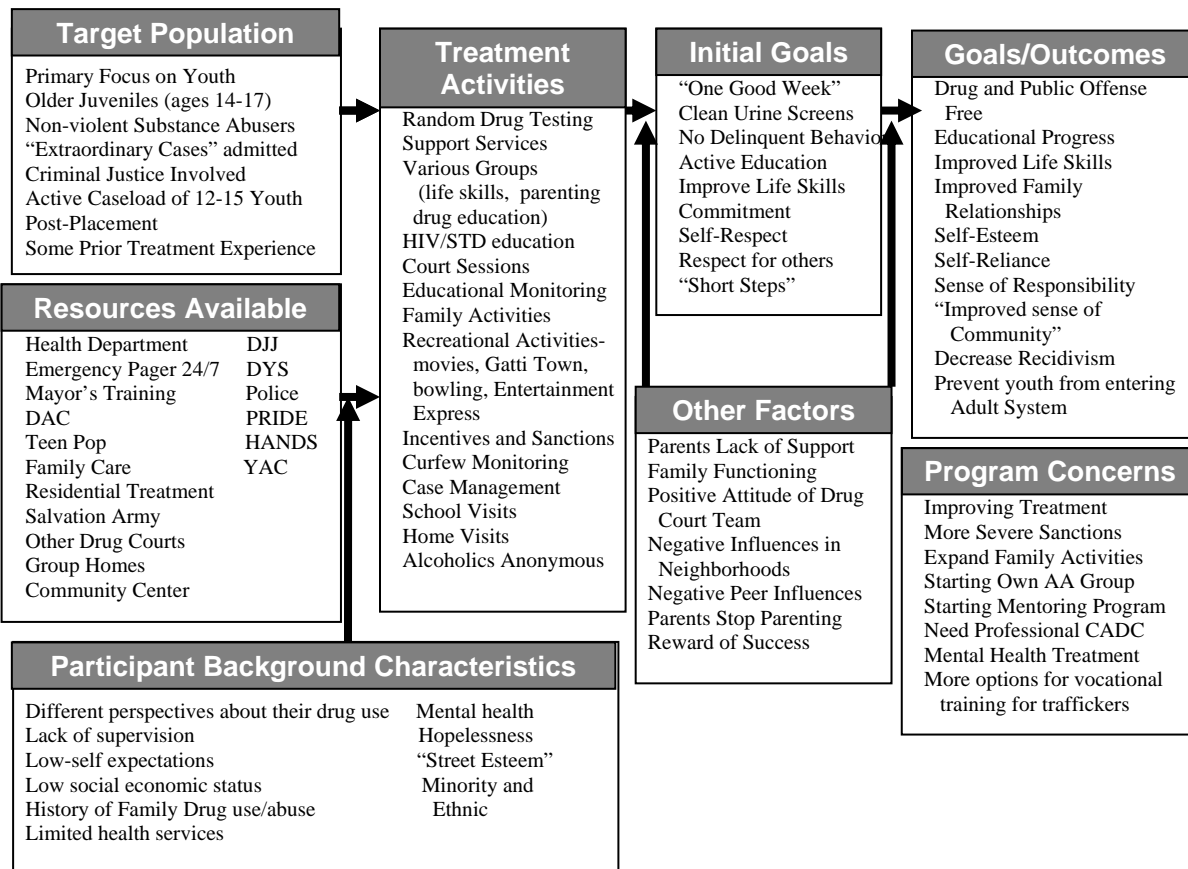 Target Population
Primary Focus on Youth
Older Juveniles (ages 14-17)
Non-violent Substance Abusers
“Extraordinary Cases” admitted
Criminal Justice Involved
Active Caseload of 12-15 Youth
Post-Placement
Some Prior Treatment Experience
Resources Available
Health Department DJJ
Emergency Pager 24/7 DYS
Mayor’s Training Police
DAC PRIDE
Teen Pop HANDS
Family Care YAC
Residential Treatment
Salvation Army
Other Drug Courts
Group Homes
Community Center
Treatment
Activities
Random Drug Testing
Support Services
Various Groups
(life skills, parenting
drug education)
HIV/STD education
Court Sessions
Educational Monitoring
Family Activities
Recreational Activities-
movies, Gatti Town,
bowling, Entertainment
Express
Incentives and Sanctions
Curfew Monitoring
Case Management
School Visits
Home Visits
Alcoholics Anonymous
Initial Goals
“One Good Week”
Clean Urine Screens
No Delinquent Behavior
Active Education
Improve Life Skills
Commitment
Self-Respect
Respect for others
“Short Steps”
Goals/Outcomes
Drug and Public Offense
Free
Educational Progress
Improved Life Skills
Improved Family
Relationships
Self-Esteem
Self-Reliance
Sense of Responsibility
“Improved sense of
Community”
Decrease Recidivism
Prevent youth from entering
Adult System
Other Factors
Parents Lack of Support
Family Functioning
Positive Attitude of Drug
Court Team
Negative Influences in
Neighborhoods
Negative Peer Influences
Parents Stop Parenting
Reward of Success
Program Concerns
Improving Treatment
More Severe Sanctions
Expand Family Activities
Starting Own AA Group
Starting Mentoring Program
Need Professional CADC
Mental Health Treatment
More options for vocational
training for traffickers
Participant Background Characteristics
Different perspectives about their drug use Mental health
Lack of supervision Hopelessness
Low-self expectations “Street Esteem”
Low social economic status Minority and
History of Family Drug use/abuse Ethnic
Limited health services